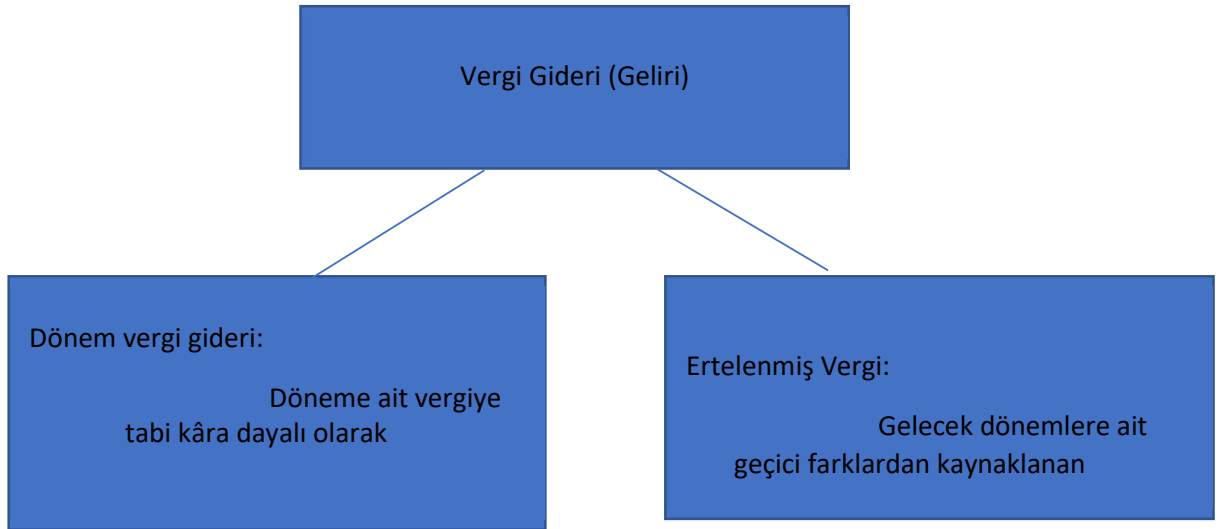 Vergi Gideri (Geliri)
Dönem vergi gideri:
Döneme ait vergiye
tabi kâra dayalı olarak
Ertelenmiş Vergi:
Gelecek dönemlere ait
geçici farklardan kaynaklanan